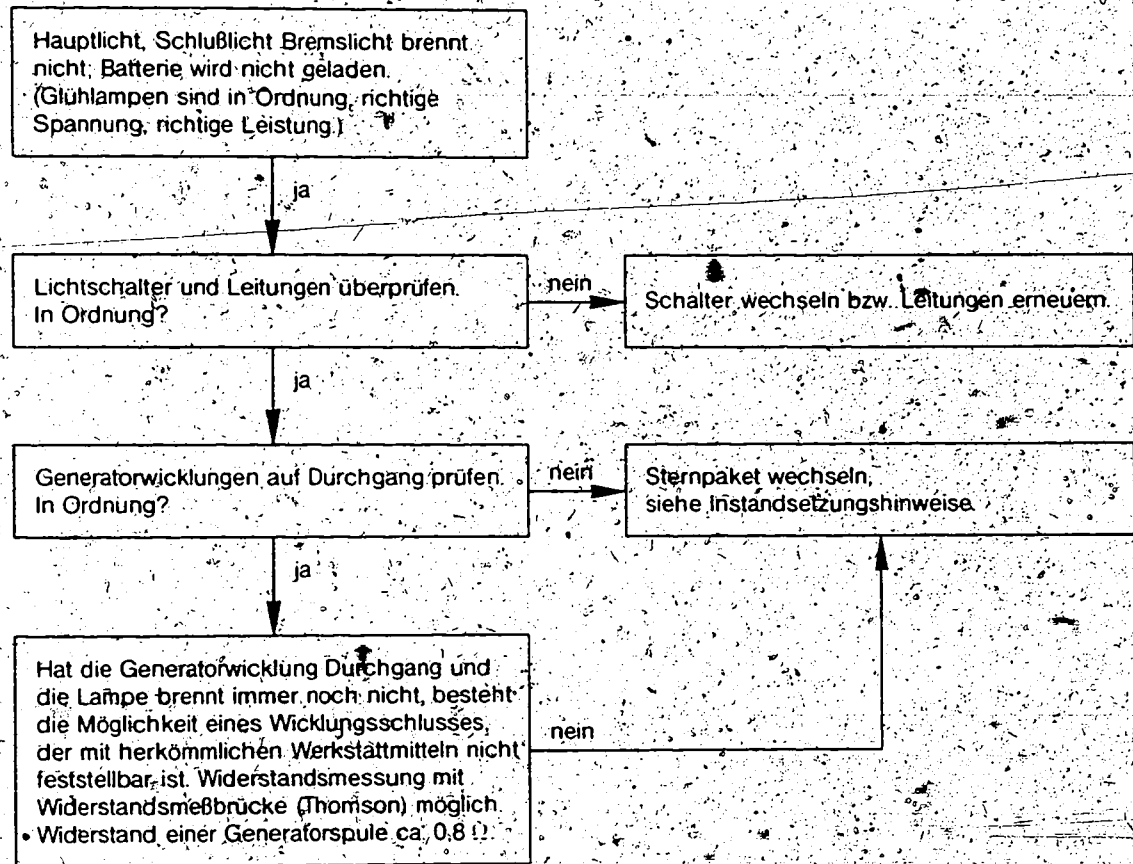 Hauptlicht, Schlußlicht Bremslicht brennt
nicht; Batterie wird nicht geladen.
(Glühlampen sind in Ordnung, richtige
Spannung, richtige Leistung.)
ja
Lichtschalter und Leitungen überprüfen.
In Ordnung?
nein
Schalter wechseln bzw. Leitungen erneuern.
ja
Generatorwicklungen auf Durchgang prüfen.
In Ordnung?
nein
Sternpaket wechseln,
siehe Instandsetzungshinweise.
ja
Hat die Generatorwicklung Durchgang und
die Lampe brennt immer noch nicht, besteht
die Möglichkeit eines Wicklungsschlusses,
der mit herkömmlichen Werkstattmitteln nicht
feststellbar ist. Widerstandsmessung mit
Widerstandsmeßbrücke (Thomson) möglich.
Widerstand einer Generatorspule ca. 0,8 Ω.
nein